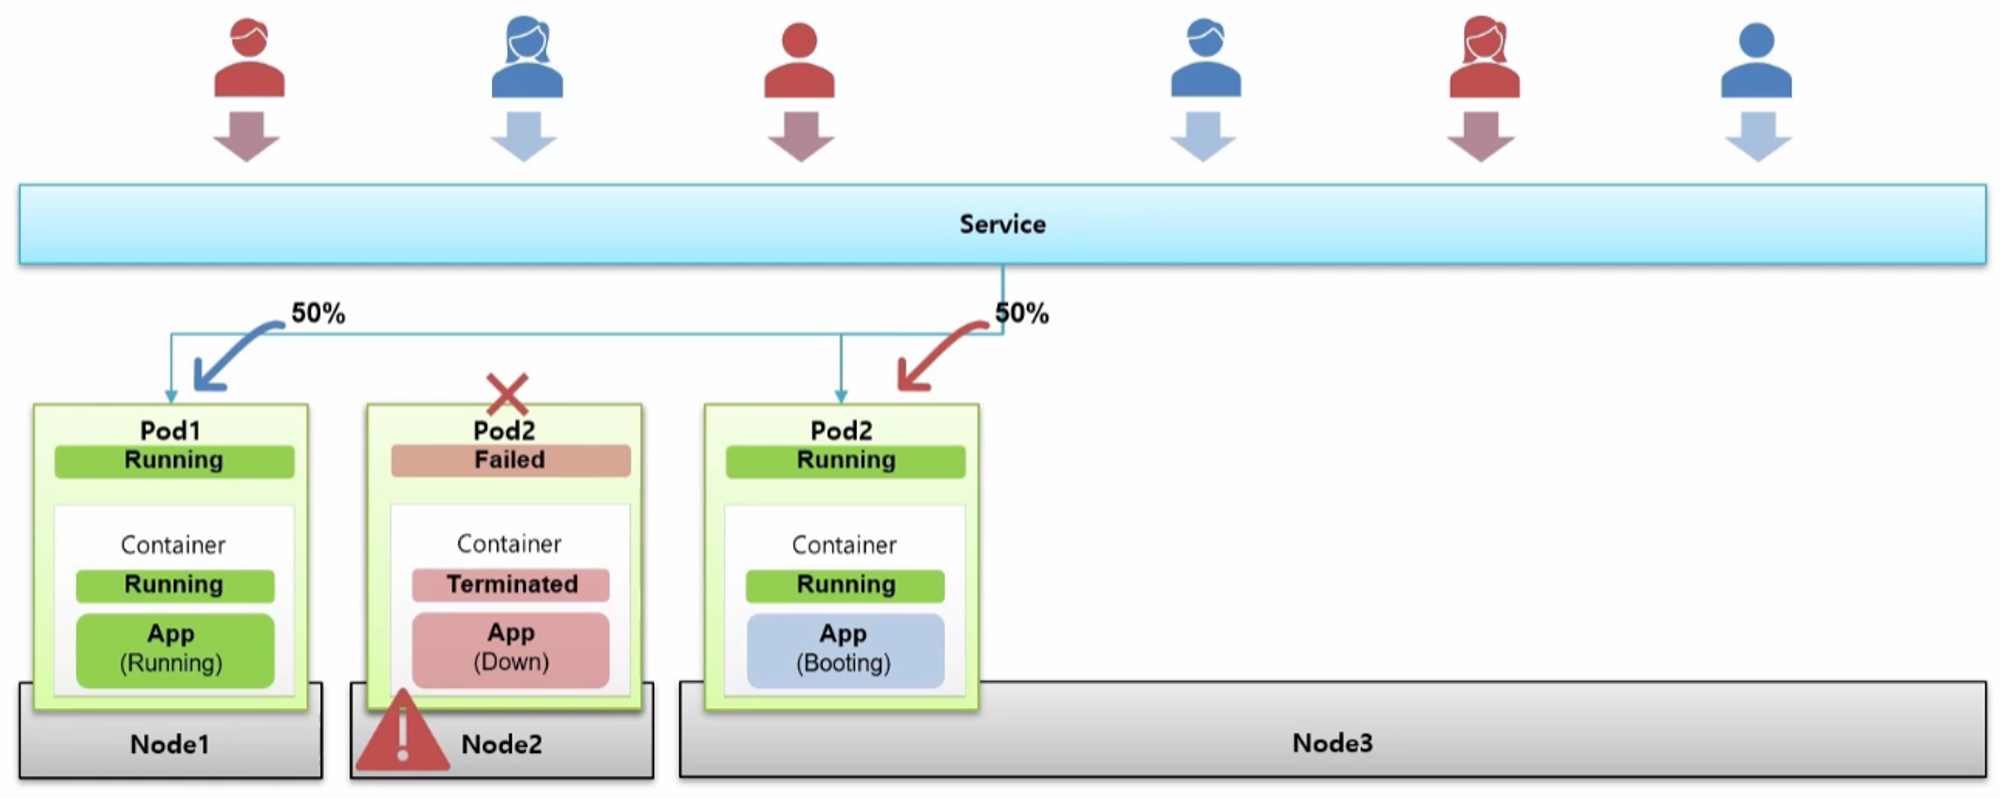 Service
50%
50%
Pod1
Running
Container
Running
App
(Running)
Pod2
Failed
Container
Terminated
App
(Down)
Pod2
Running
Container
Running
App
(Booting)
Node1
Node2
Node3